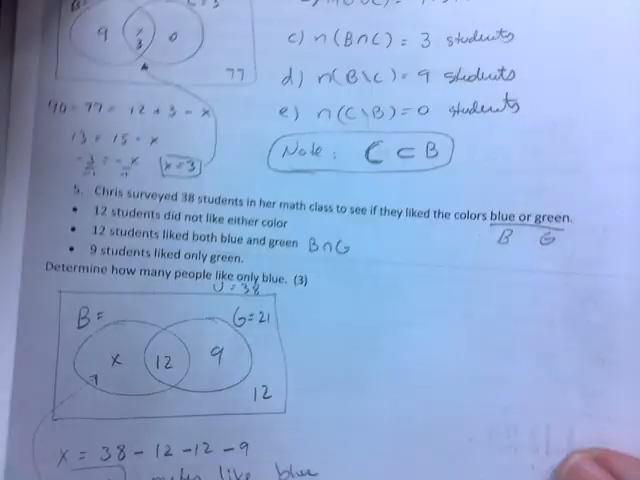 9
0
3
77
c) n(B∩C) = 3 students
d) n(B\C) = 9 students
e) n(C\B) = 0 students
90 - 77 = 12 + 3 - x
13 = 15 - x
x = 3
Note: C ⊂ B
5. Chris surveyed 38 students in her math class to see if they liked the colors blue or green.
B G
• 12 students did not like either color
• 12 students liked both blue and green B∩G
• 9 students liked only green.
Determine how many people like only blue. (3)
U = 38
B = G = 21
x 12 9
12
x = 38 - 12 - 12 - 9
like blue